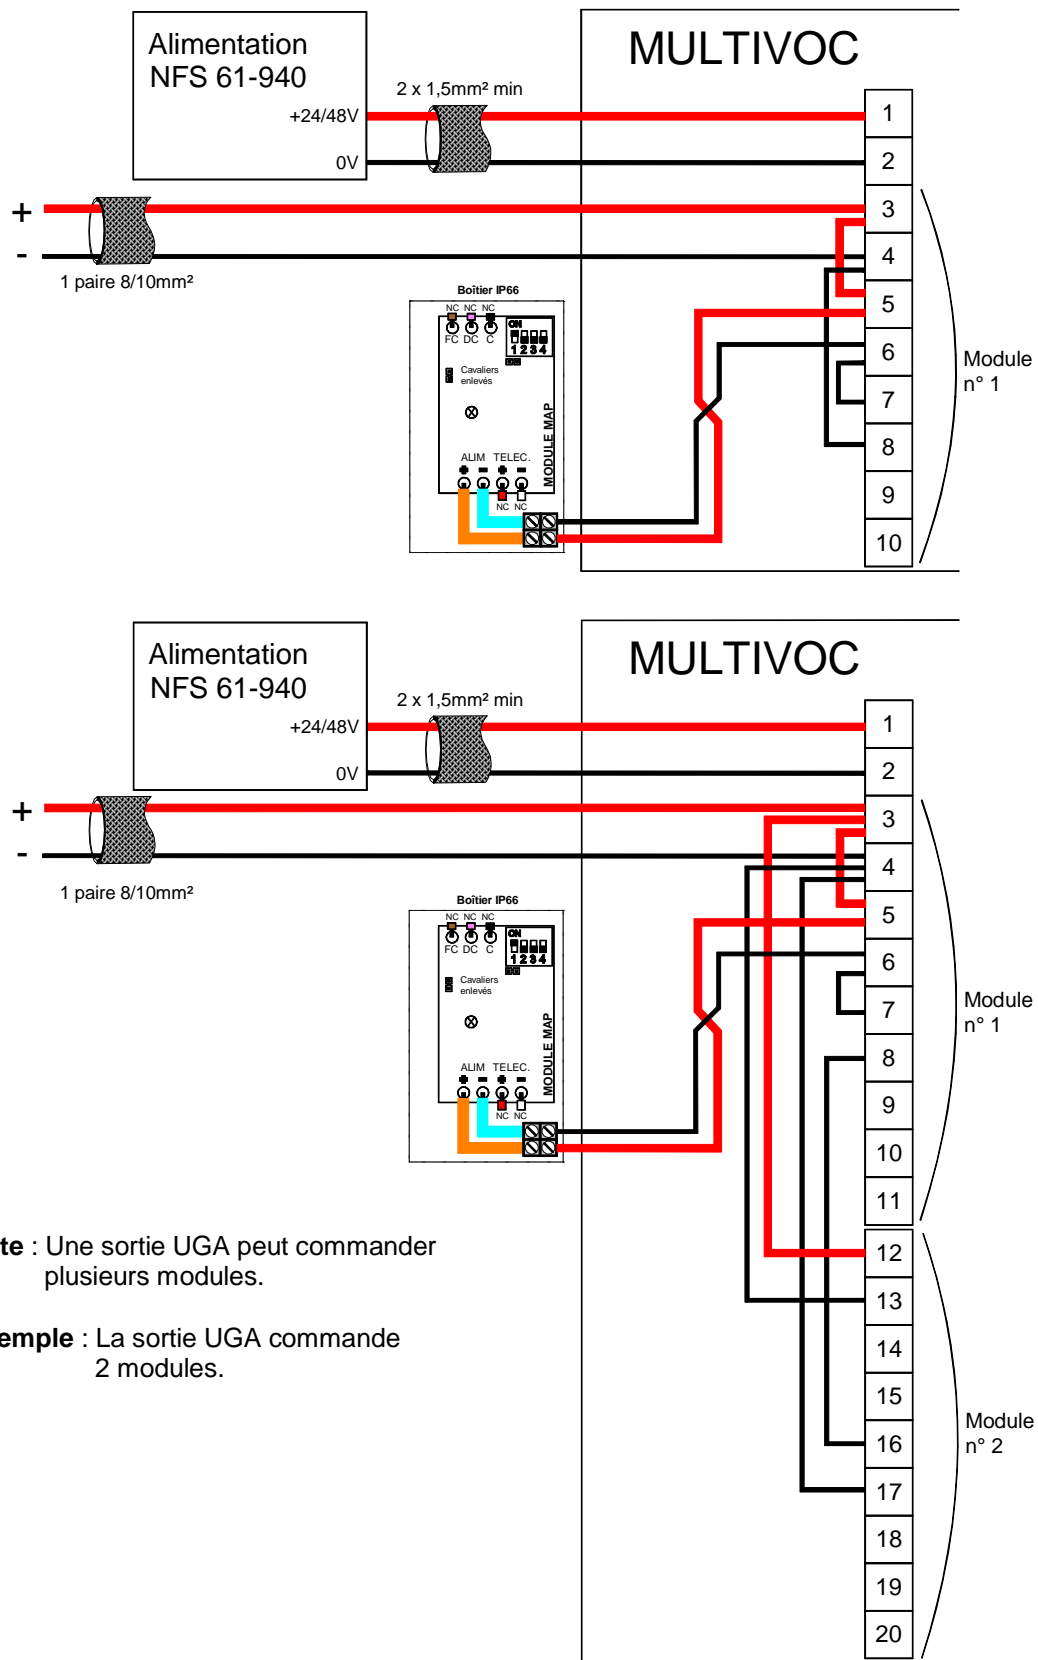 Alimentation
NFS 61-940
+24/48V
0V
2 x 1,5mm² min
MULTIVOC
+
-
1 paire 8/10mm²
1
2
3
4
5
6
7
8
9
10
Module
n° 1
Boîtier IP66
NC NC NC
FC DC C
ON
1 2 3 4
Cavaliers
enlevés
MODULE MAP
ALIM TELEC.
+ - + -
NC NC
Alimentation
NFS 61-940
+24/48V
0V
2 x 1,5mm² min
MULTIVOC
+
-
1 paire 8/10mm²
1
2
3
4
5
6
7
8
9
10
11
Module
n° 1
Boîtier IP66
NC NC NC
FC DC C
ON
1 2 3 4
Cavaliers
enlevés
MODULE MAP
ALIM TELEC.
+ - + -
NC NC
12
13
14
15
16
17
18
19
20
Module
n° 2
te : Une sortie UGA peut commander
plusieurs modules.
emple : La sortie UGA commande
2 modules.